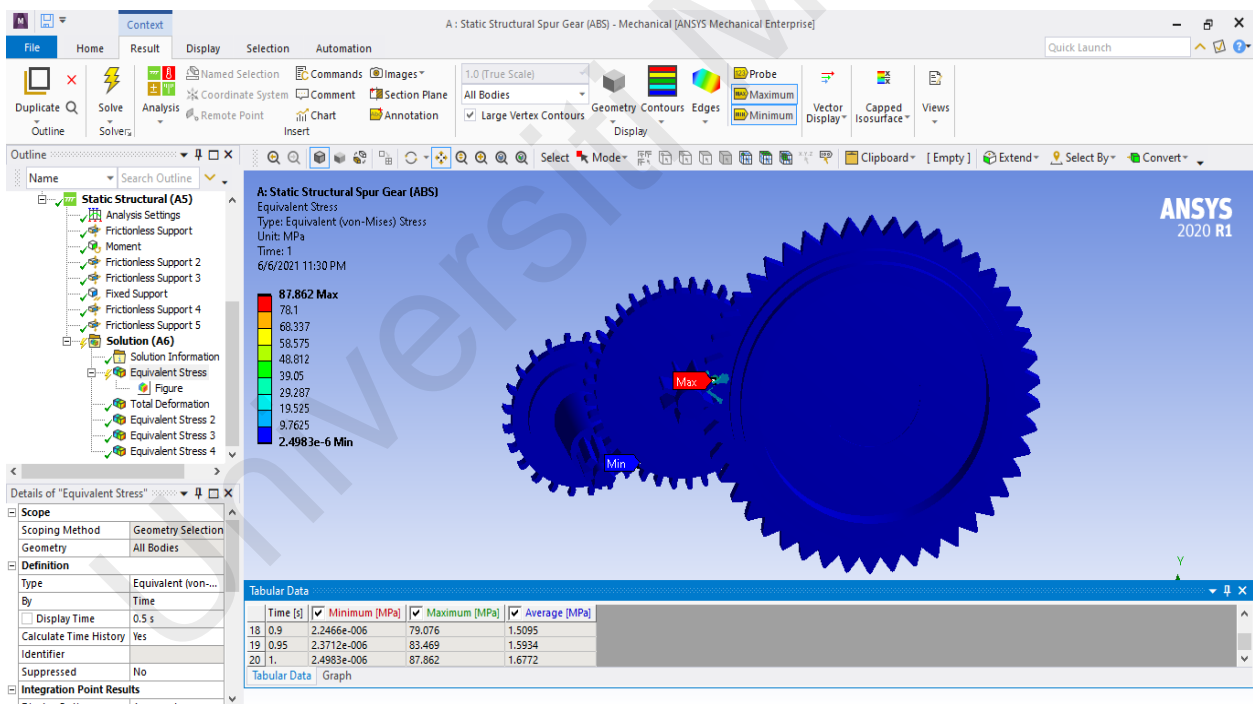 M
Context
A : Static Structural Spur Gear (ABS) - Mechanical [ANSYS Mechanical Enterprise]
File Home Result Display Selection Automation
Quick Launch
Duplicate
Outline
Solve
Solver
Analysis
Named Selection
Coordinate System
Remote Point
Commands
Comment
Chart
Images
Section Plane
Annotation
Insert
1.0 (True Scale)
All Bodies
Large Vertex Contours
Geometry Contours Edges
Display
Probe
Maximum
Minimum
Vector Display
Capped Isosurface
Views
Outline
Name
Search Outline
Select Mode
Clipboard [ Empty ] Extend Select By Convert
Static Structural (A5)
Analysis Settings
Frictionless Support
Moment
Frictionless Support 2
Frictionless Support 3
Fixed Support
Frictionless Support 4
Frictionless Support 5
Solution (A6)
Solution Information
Equivalent Stress
Figure
Total Deformation
Equivalent Stress 2
Equivalent Stress 3
Equivalent Stress 4
Details of "Equivalent Stress"
Scope
Scoping Method Geometry Selection
Geometry All Bodies
Definition
Type Equivalent (von-...
By Time
Display Time 0.5 s
Calculate Time History Yes
Identifier
Suppressed No
Integration Point Results
A: Static Structural Spur Gear (ABS)
Equivalent Stress
Type: Equivalent (von-Mises) Stress
Unit: MPa
Time: 1
6/6/2021 11:30 PM
87.862 Max
78.1
68.337
58.575
48.812
39.05
29.287
19.525
9.7625
2.4983e-6 Min
Max
Min
ANSYS
2020 R1
Y
Tabular Data
Time [s] Minimum [MPa] Maximum [MPa] Average [MPa]
18 0.9 2.2466e-006 79.076 1.5095
19 0.95 2.3712e-006 83.469 1.5934
20 1. 2.4983e-006 87.862 1.6772
Tabular Data Graph
Universiti